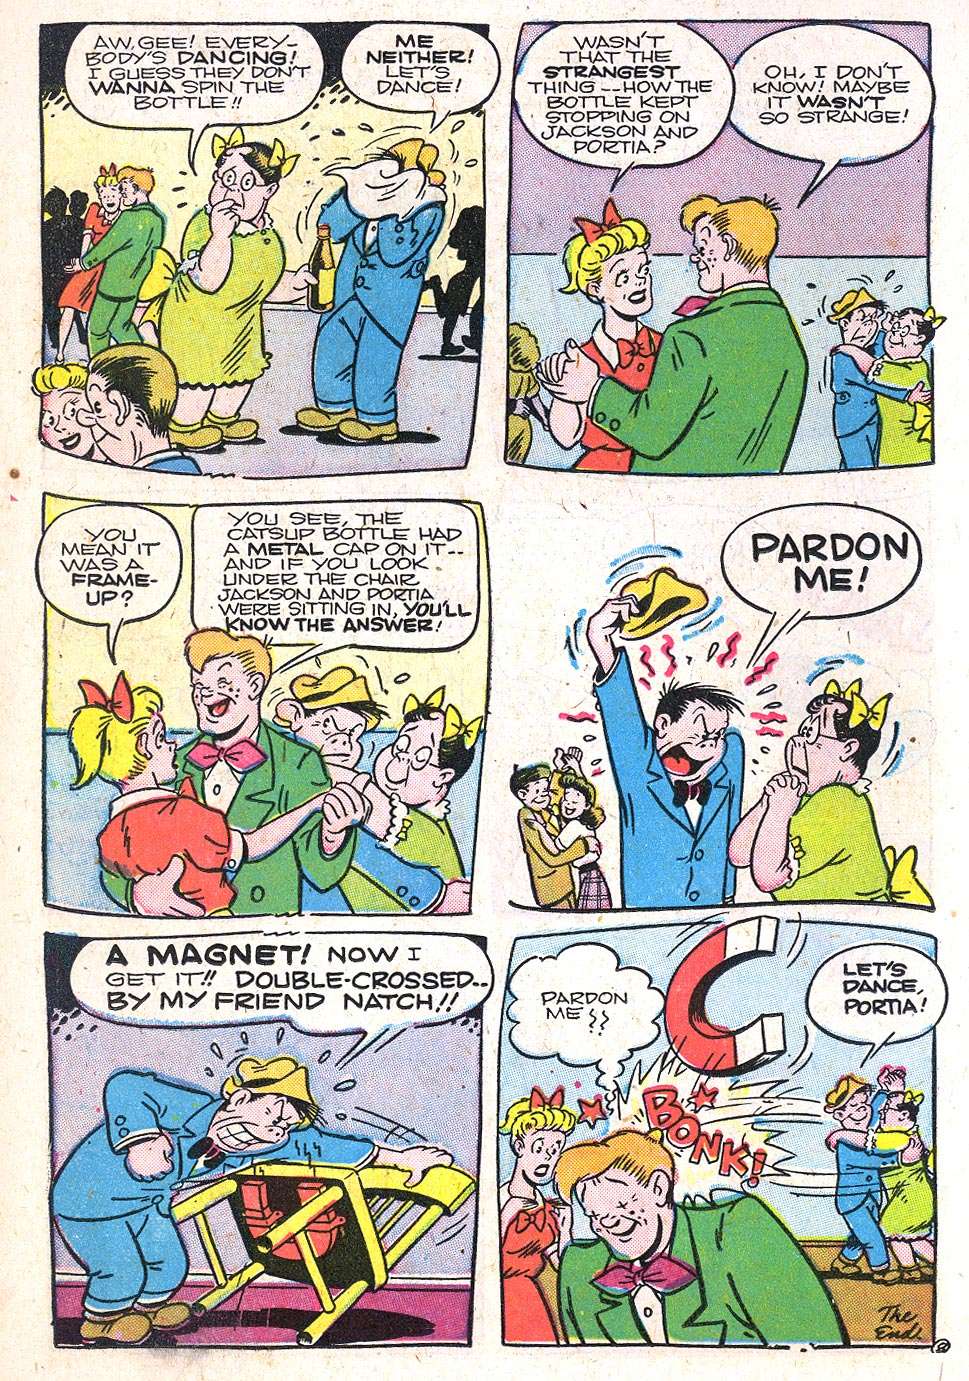 AW, GEE! EVERY-
BODY'S DANCING!
I GUESS THEY DON'T
WANNA SPIN THE
BOTTLE!!
ME
NEITHER!
LET'S
DANCE!
WASN'T
THAT THE
STRANGEST
THING--HOW THE
BOTTLE KEPT
STOPPING ON
JACKSON AND
PORTIA?
OH, I DON'T
KNOW! MAYBE
IT WASN'T
SO STRANGE!
YOU
MEAN IT
WAS A
FRAME-
UP?
YOU SEE, THE
CATSUP BOTTLE HAD
A METAL CAP ON IT--
AND IF YOU LOOK
UNDER THE CHAIR
JACKSON AND PORTIA
WERE SITTING IN, YOU'LL
KNOW THE ANSWER!
PARDON
ME!
A MAGNET! NOW I
GET IT!! DOUBLE-CROSSED--
BY MY FRIEND NATCH!!
PARDON
ME??
LET'S
DANCE,
PORTIA!
BONK!
The
End.
8